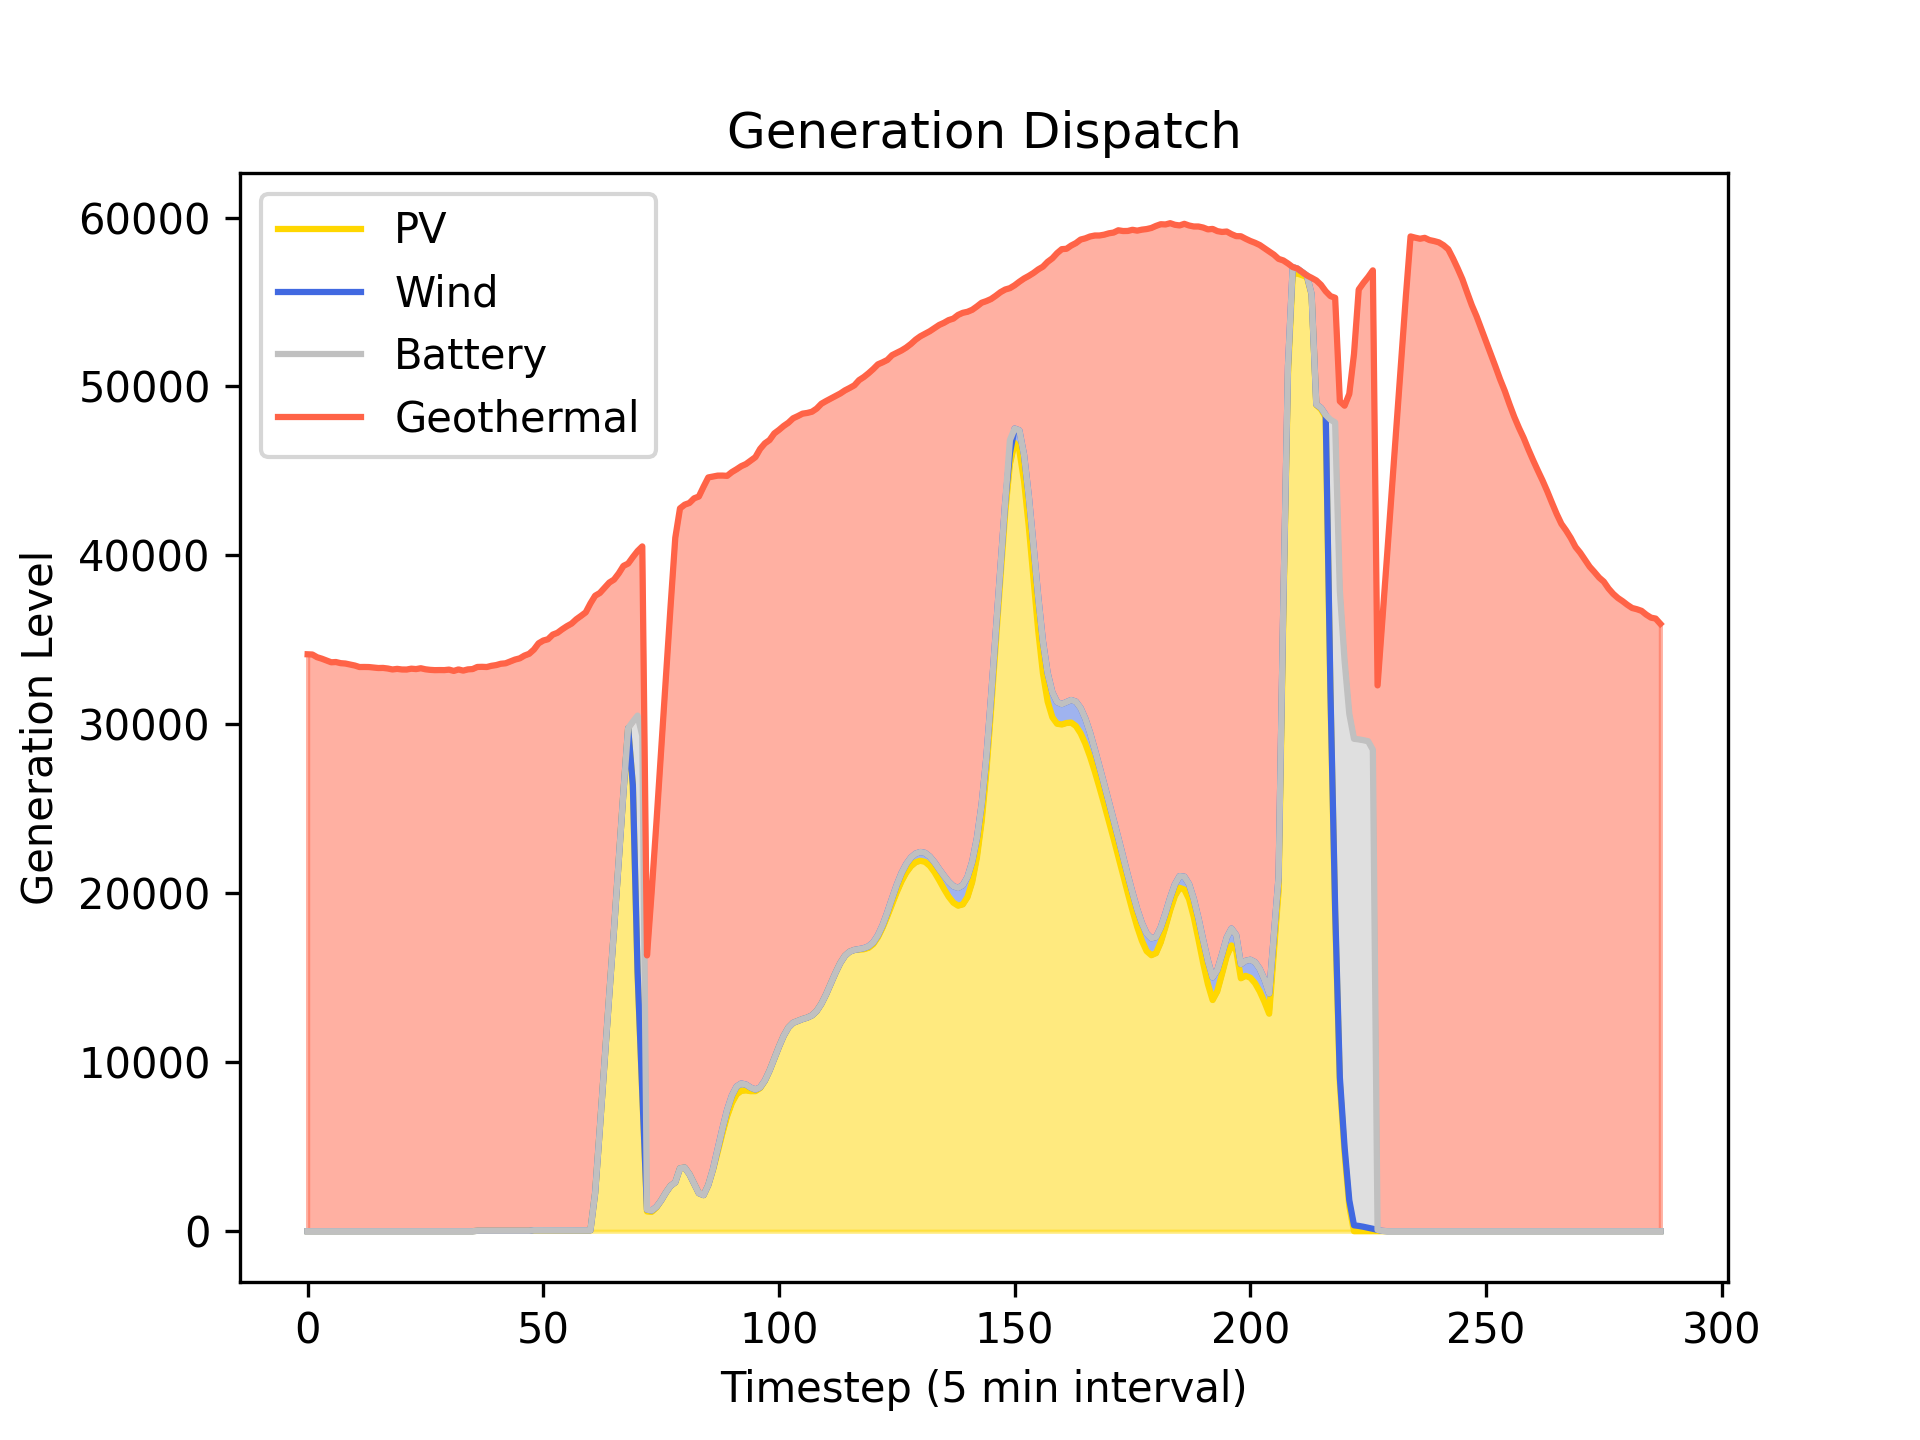 Generation Dispatch
PV
Wind
Battery
Geothermal
60000
50000
40000
30000
20000
10000
0
Generation Level
0 50 100 150 200 250 300
Timestep (5 min interval)